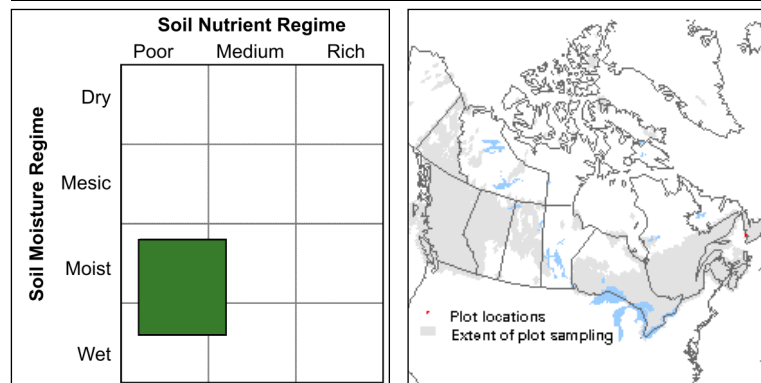 Soil Nutrient Regime
Poor Medium Rich
Soil Moisture Regime
Dry
Mesic
Moist
Wet
Plot locations
Extent of plot sampling